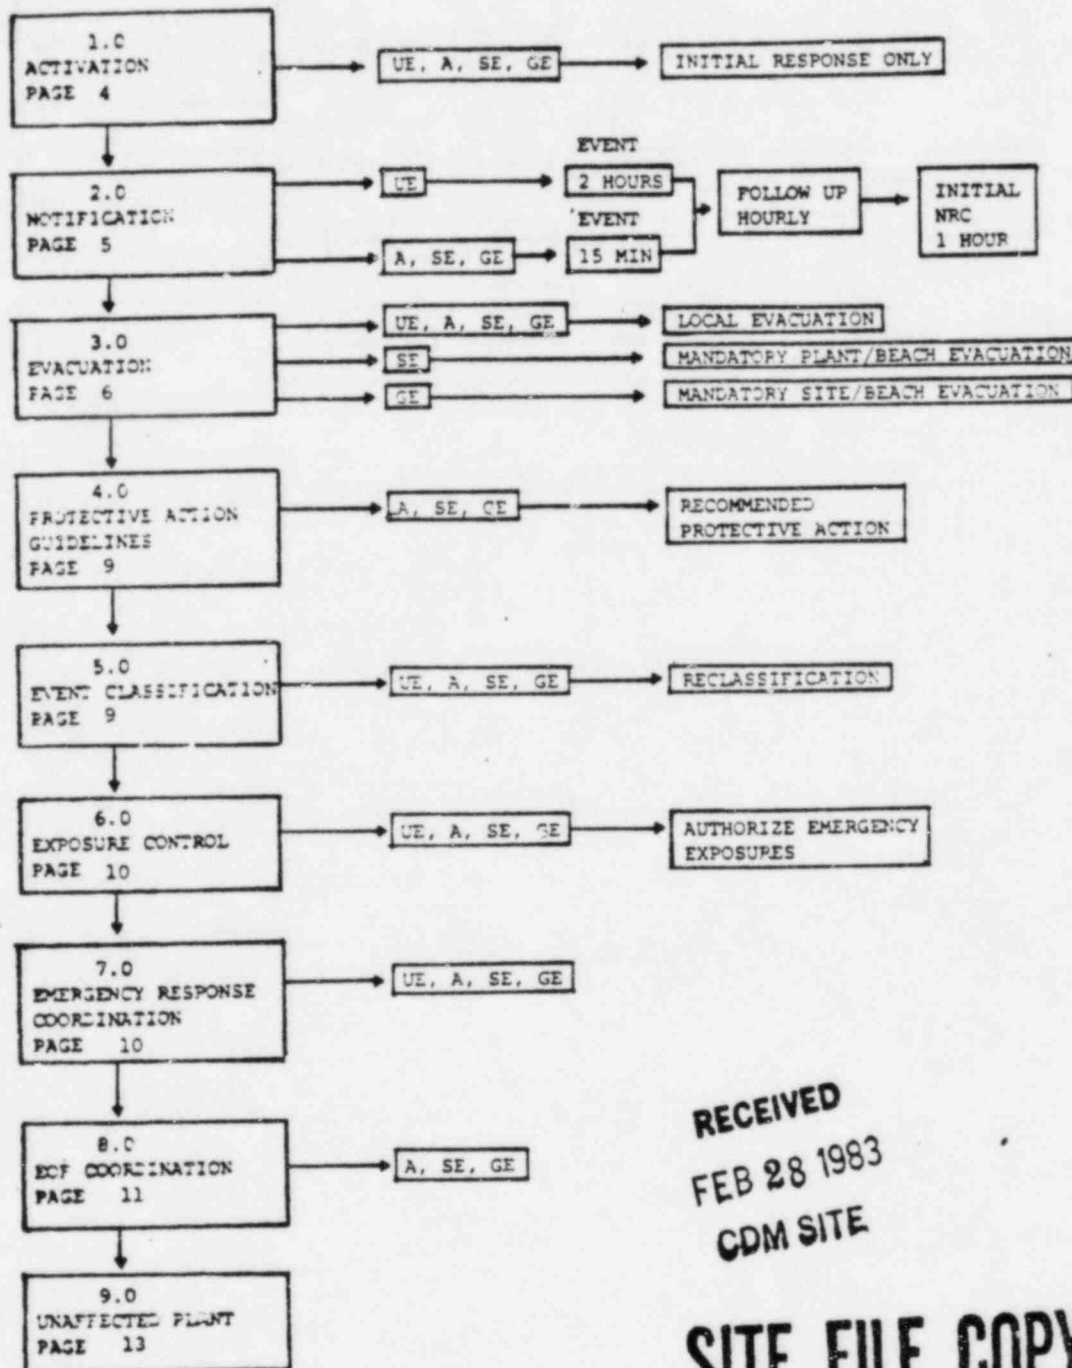 1.0
ACTIVATION
PAGE 4
UE, A, SE, GE
INITIAL RESPONSE ONLY
2.0
NOTIFICATION
PAGE 5
UE
EVENT
2 HOURS
A, SE, GE
EVENT
15 MIN
FOLLOW UP
HOURLY
INITIAL
NRC
1 HOUR
3.0
EVACUATION
PAGE 6
UE, A, SE, GE
LOCAL EVACUATION
SE
MANDATORY PLANT/BEACH EVACUATION
GE
MANDATORY SITE/BEACH EVACUATION
4.0
PROTECTIVE ACTION
GUIDELINES
PAGE 9
A, SE, GE
RECOMMENDED
PROTECTIVE ACTION
5.0
EVENT CLASSIFICATION
PAGE 9
UE, A, SE, GE
RECLASSIFICATION
6.0
EXPOSURE CONTROL
PAGE 10
UE, A, SE, GE
AUTHORIZE EMERGENCY
EXPOSURES
7.0
EMERGENCY RESPONSE
COORDINATION
PAGE 10
UE, A, SE, GE
8.0
EOF COORDINATION
PAGE 11
A, SE, GE
9.0
UNAFFECTED PLANT
PAGE 13
RECEIVED
FEB 28 1983
CDM SITE
SITE FILE COPY